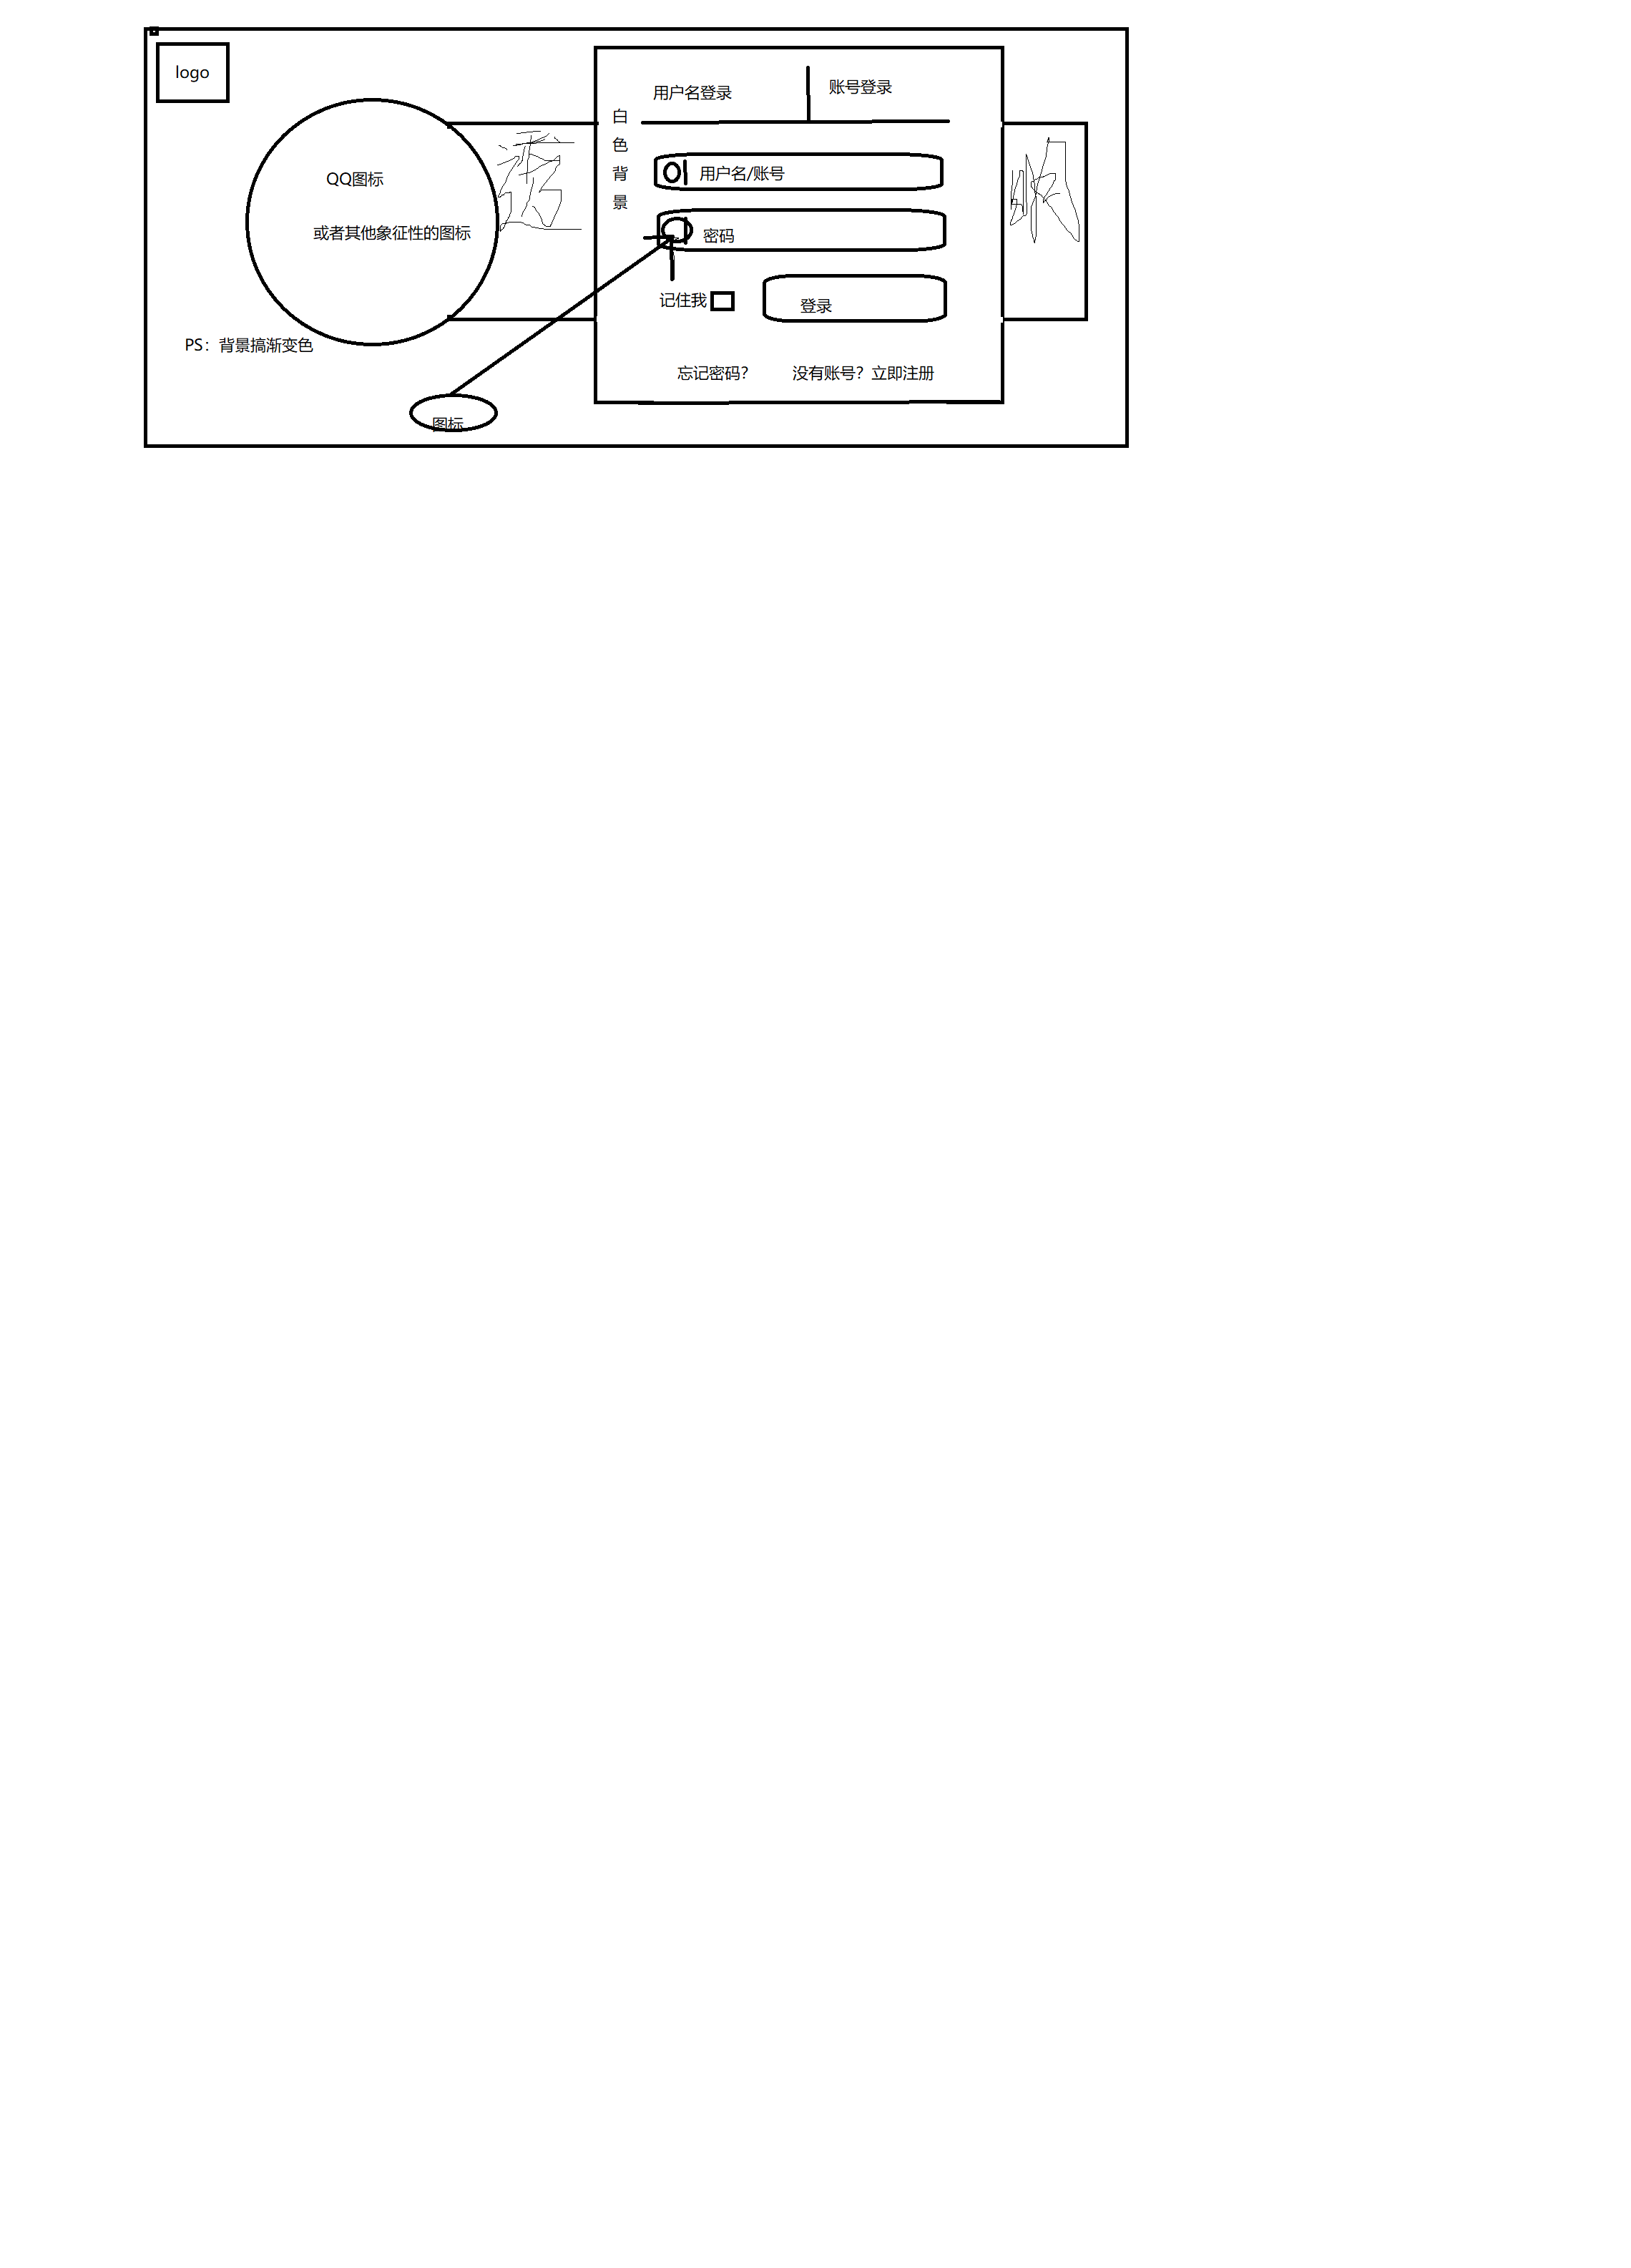 logo
用户名登录
账号登录
白
色
背
景
用户名/账号
QQ图标
或者其他象征性的图标
密码
记住我
登录
PS：背景搞渐变色
忘记密码？
没有账号？立即注册
图标
透